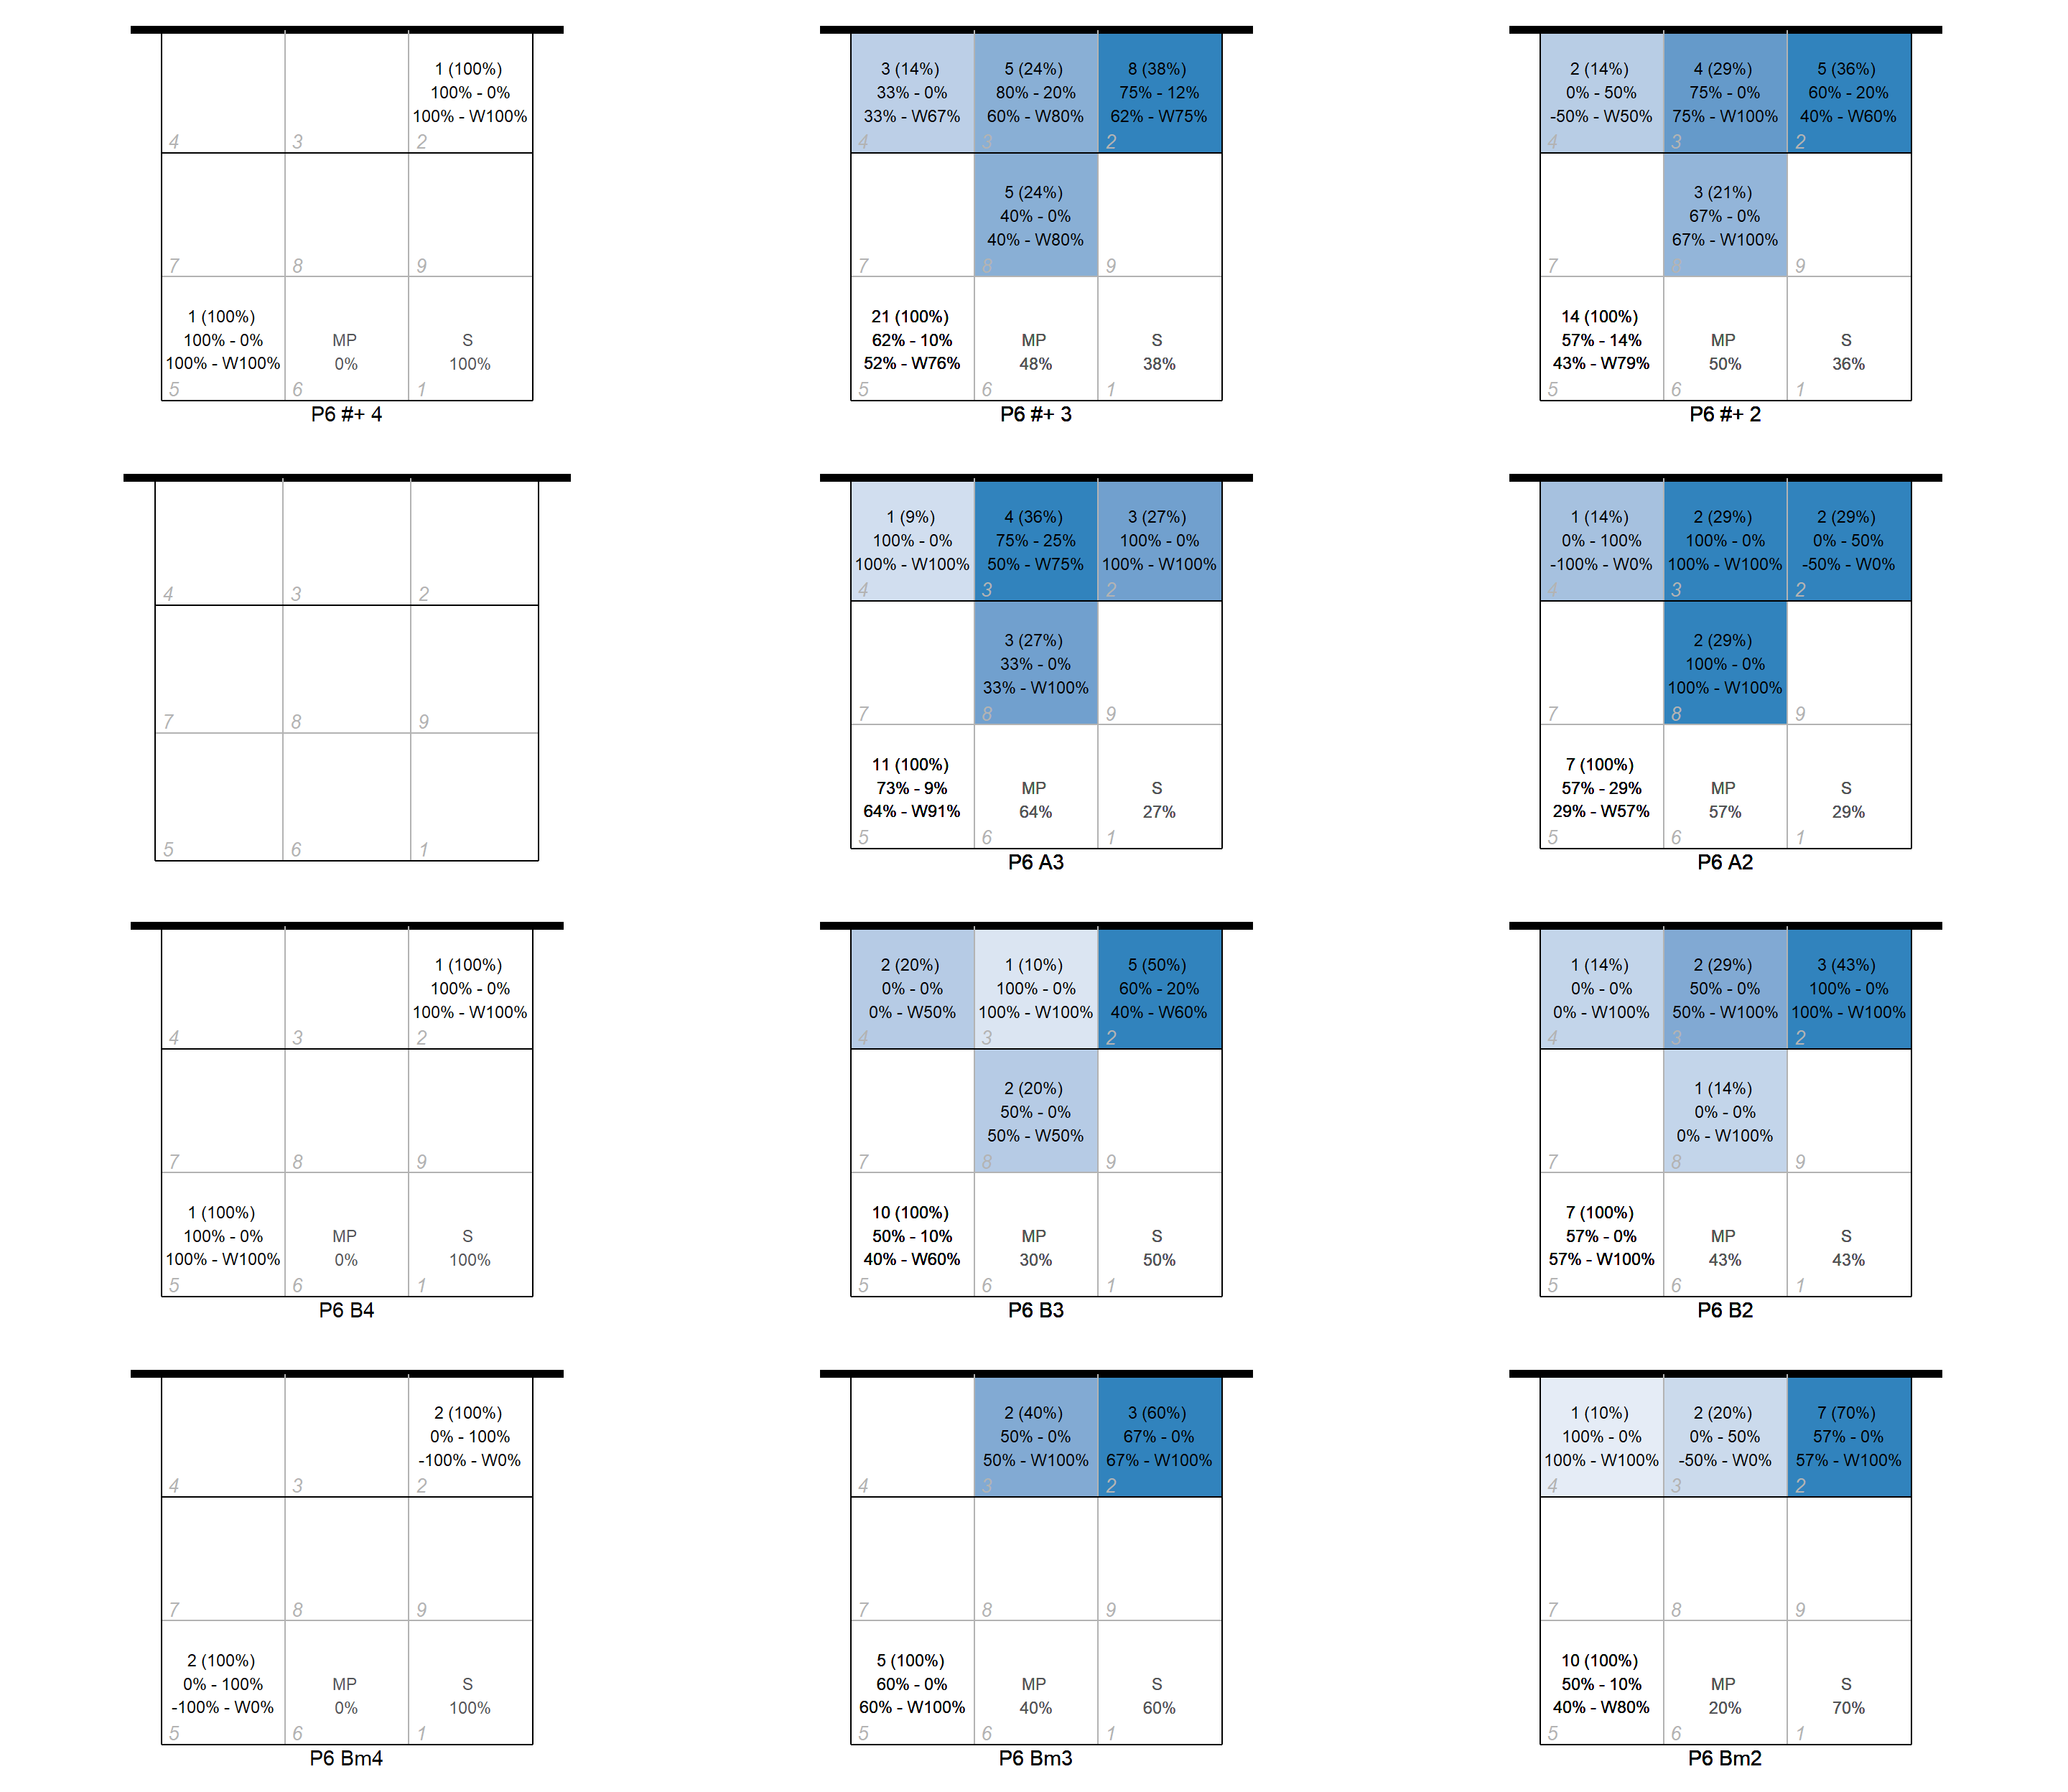 1 (100%)
100% - 0%
100% - W100%
4 3 2
7 8 9
1 (100%)
100% - 0%
100% - W100%
MP
0%
S
100%
5 6 1
P6 #+ 4
3 (14%)
33% - 0%
33% - W67%
5 (24%)
80% - 20%
60% - W80%
8 (38%)
75% - 12%
62% - W75%
4 3 2
5 (24%)
40% - 0%
40% - W80%
7 8 9
21 (100%)
62% - 10%
52% - W76%
MP
48%
S
38%
5 6 1
P6 #+ 3
2 (14%)
0% - 50%
-50% - W50%
4 (29%)
75% - 0%
75% - W100%
5 (36%)
60% - 20%
40% - W60%
4 3 2
3 (21%)
67% - 0%
67% - W100%
7 8 9
14 (100%)
57% - 14%
43% - W79%
MP
50%
S
36%
5 6 1
P6 #+ 2
4 3 2
7 8 9
5 6 1
1 (9%)
100% - 0%
100% - W100%
4 (36%)
75% - 25%
50% - W75%
3 (27%)
100% - 0%
100% - W100%
4 3 2
3 (27%)
33% - 0%
33% - W100%
7 8 9
11 (100%)
73% - 9%
64% - W91%
MP
64%
S
27%
5 6 1
P6 A3
1 (14%)
0% - 100%
-100% - W0%
2 (29%)
100% - 0%
100% - W100%
2 (29%)
0% - 50%
-50% - W0%
4 3 2
2 (29%)
100% - 0%
100% - W100%
7 8 9
7 (100%)
57% - 29%
29% - W57%
MP
57%
S
29%
5 6 1
P6 A2
1 (100%)
100% - 0%
100% - W100%
4 3 2
7 8 9
1 (100%)
100% - 0%
100% - W100%
MP
0%
S
100%
5 6 1
P6 B4
2 (20%)
0% - 0%
0% - W50%
1 (10%)
100% - 0%
100% - W100%
5 (50%)
60% - 20%
40% - W60%
4 3 2
2 (20%)
50% - 0%
50% - W50%
7 8 9
10 (100%)
50% - 10%
40% - W60%
MP
30%
S
50%
5 6 1
P6 B3
1 (14%)
0% - 0%
0% - W100%
2 (29%)
50% - 0%
50% - W100%
3 (43%)
100% - 0%
100% - W100%
4 3 2
1 (14%)
0% - 0%
0% - W100%
7 8 9
7 (100%)
57% - 0%
57% - W100%
MP
43%
S
43%
5 6 1
P6 B2
2 (100%)
0% - 100%
-100% - W0%
4 3 2
7 8 9
2 (100%)
0% - 100%
-100% - W0%
MP
0%
S
100%
5 6 1
P6 Bm4
2 (40%)
50% - 0%
50% - W100%
3 (60%)
67% - 0%
67% - W100%
4 3 2
7 8 9
5 (100%)
60% - 0%
60% - W100%
MP
40%
S
60%
5 6 1
P6 Bm3
1 (10%)
100% - 0%
100% - W100%
2 (20%)
0% - 50%
-50% - W0%
7 (70%)
57% - 0%
57% - W100%
4 3 2
7 8 9
10 (100%)
50% - 10%
40% - W80%
MP
20%
S
70%
5 6 1
P6 Bm2